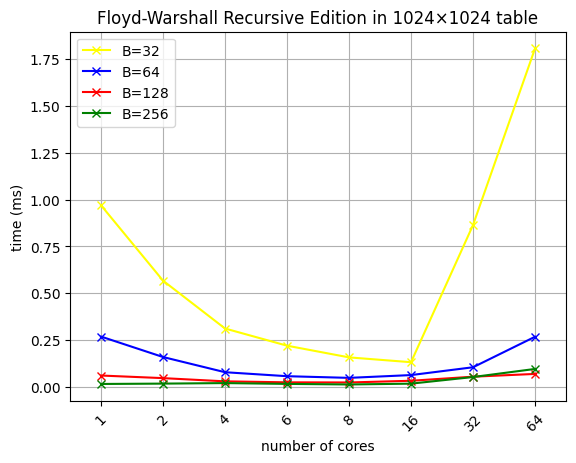 Floyd-Warshall Recursive Edition in 1024×1024 table
B=32
B=64
B=128
B=256
time (ms)
1.75
1.50
1.25
1.00
0.75
0.50
0.25
0.00
1 2 4 6 8 16 32 64
number of cores